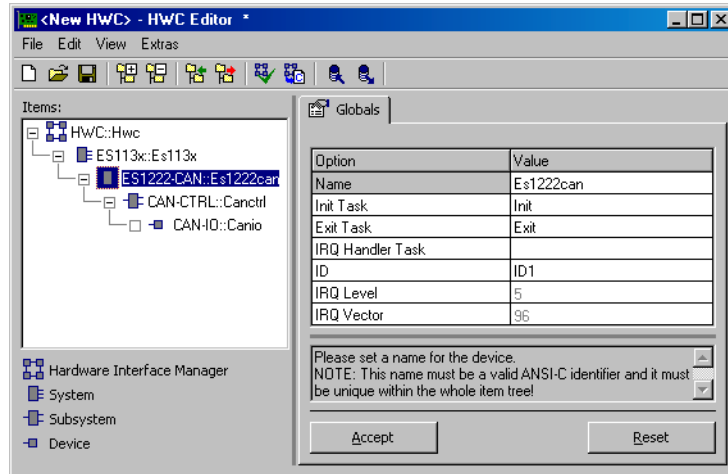 <New HWC> - HWC Editor *
File Edit View Extras
Items:
HWC::Hwc
ES113x::Es113x
ES1222-CAN::Es1222can
CAN-CTRL::Canctrl
CAN-IO::Canio
Hardware Interface Manager
System
Subsystem
Device
Globals
Option Value
Name Es1222can
Init Task Init
Exit Task Exit
IRQ Handler Task
ID ID1
IRQ Level 5
IRQ Vector 96
Please set a name for the device.
NOTE: This name must be a valid ANSI-C identifier and it must
be unique within the whole item tree!
Accept Reset